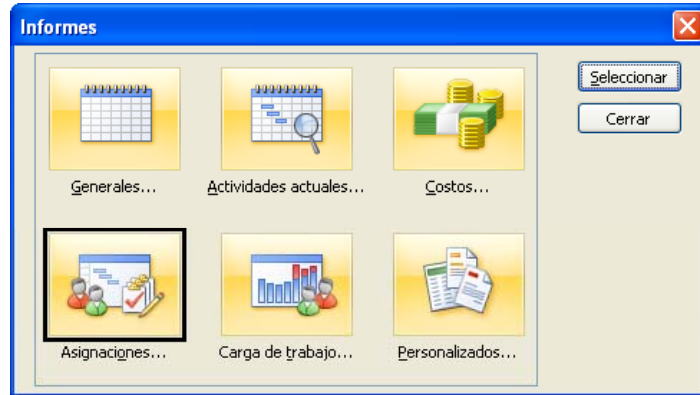 Informes
Seleccionar
Cerrar
Generales...
Actividades actuales...
Costos...
Asignaciones...
Carga de trabajo...
Personalizados...